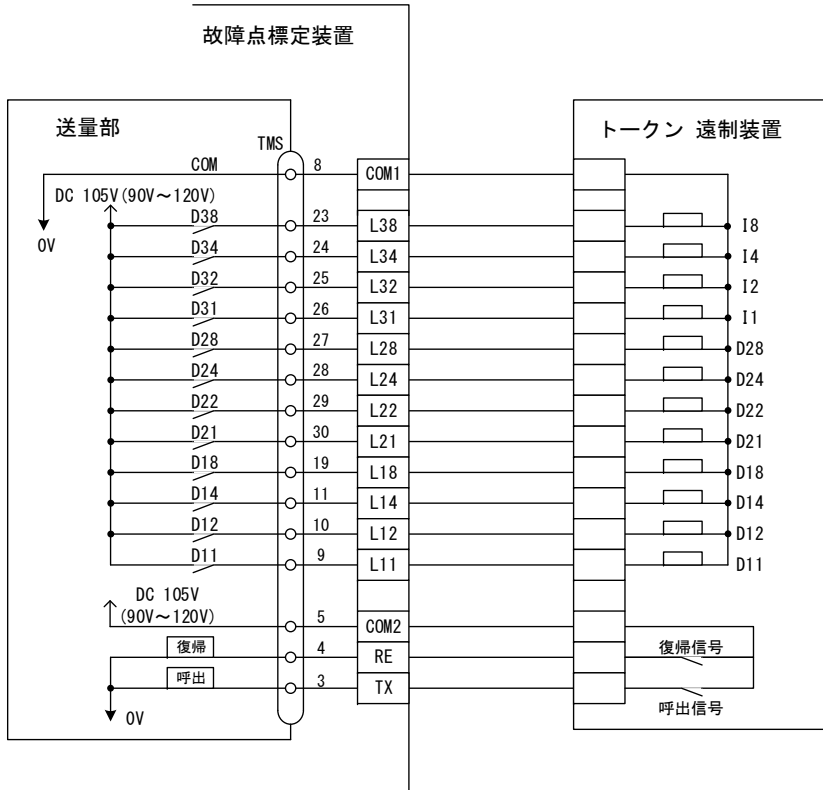 故障点標定装置
送量部
TMS
トークン 遠制装置
COM 8 COM1
DC 105V(90V～120V)
0V
D38 23 L38 I8
D34 24 L34 I4
D32 25 L32 I2
D31 26 L31 I1
D28 27 L28 D28
D24 28 L24 D24
D22 29 L22 D22
D21 30 L21 D21
D18 19 L18 D18
D14 11 L14 D14
D12 10 L12 D12
D11 9 L11 D11
DC 105V
(90V～120V)
5 COM2
復帰 4 RE 復帰信号
呼出 3 TX
呼出信号
0V